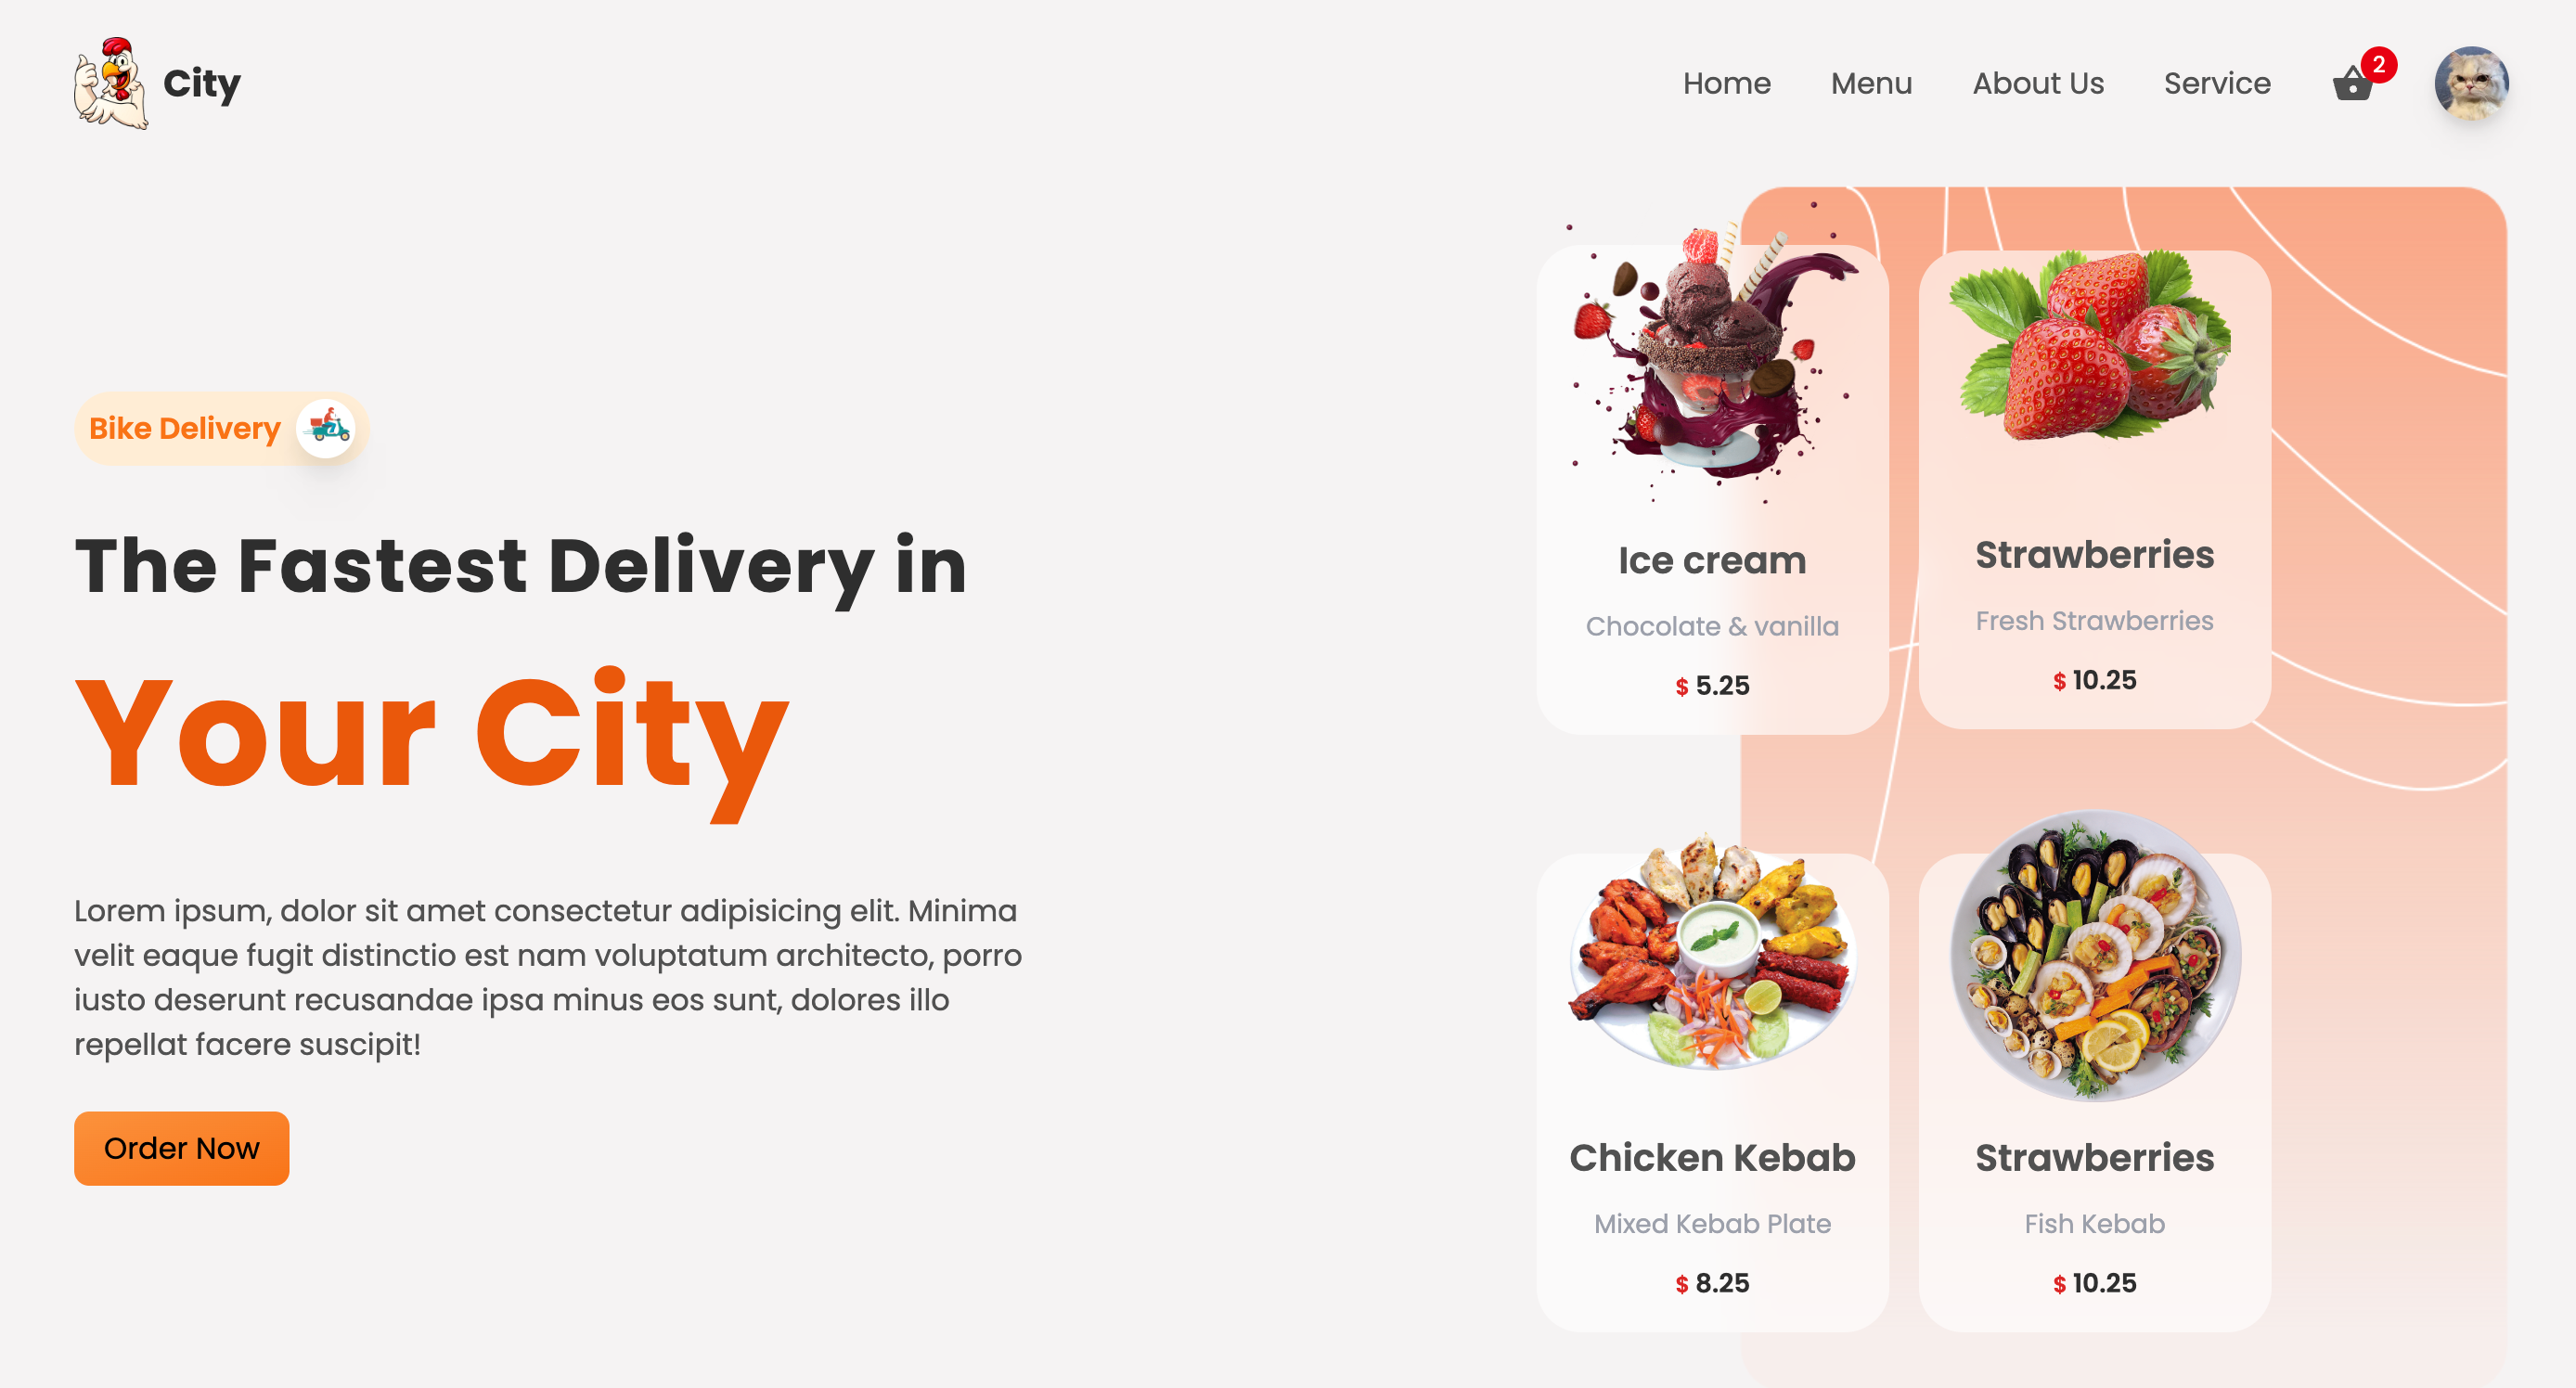 City
Home
Menu
About Us
Service
2
Bike Delivery
The Fastest Delivery in
Your City
Lorem ipsum, dolor sit amet consectetur adipisicing elit. Minima
velit eaque fugit distinctio est nam voluptatum architecto, porro
iusto deserunt recusandae ipsa minus eos sunt, dolores illo
repellat facere suscipit!
Order Now
Ice cream
Chocolate & vanilla
$ 5.25
Strawberries
Fresh Strawberries
$ 10.25
Chicken Kebab
Mixed Kebab Plate
$ 8.25
Strawberries
Fish Kebab
$ 10.25